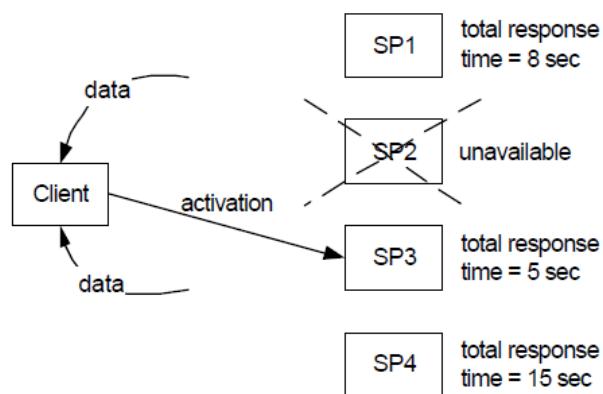 SP1
total response
time = 8 sec
data
SP2
unavailable
Client
activation
SP3
total response
time = 5 sec
data
SP4
total response
time = 15 sec